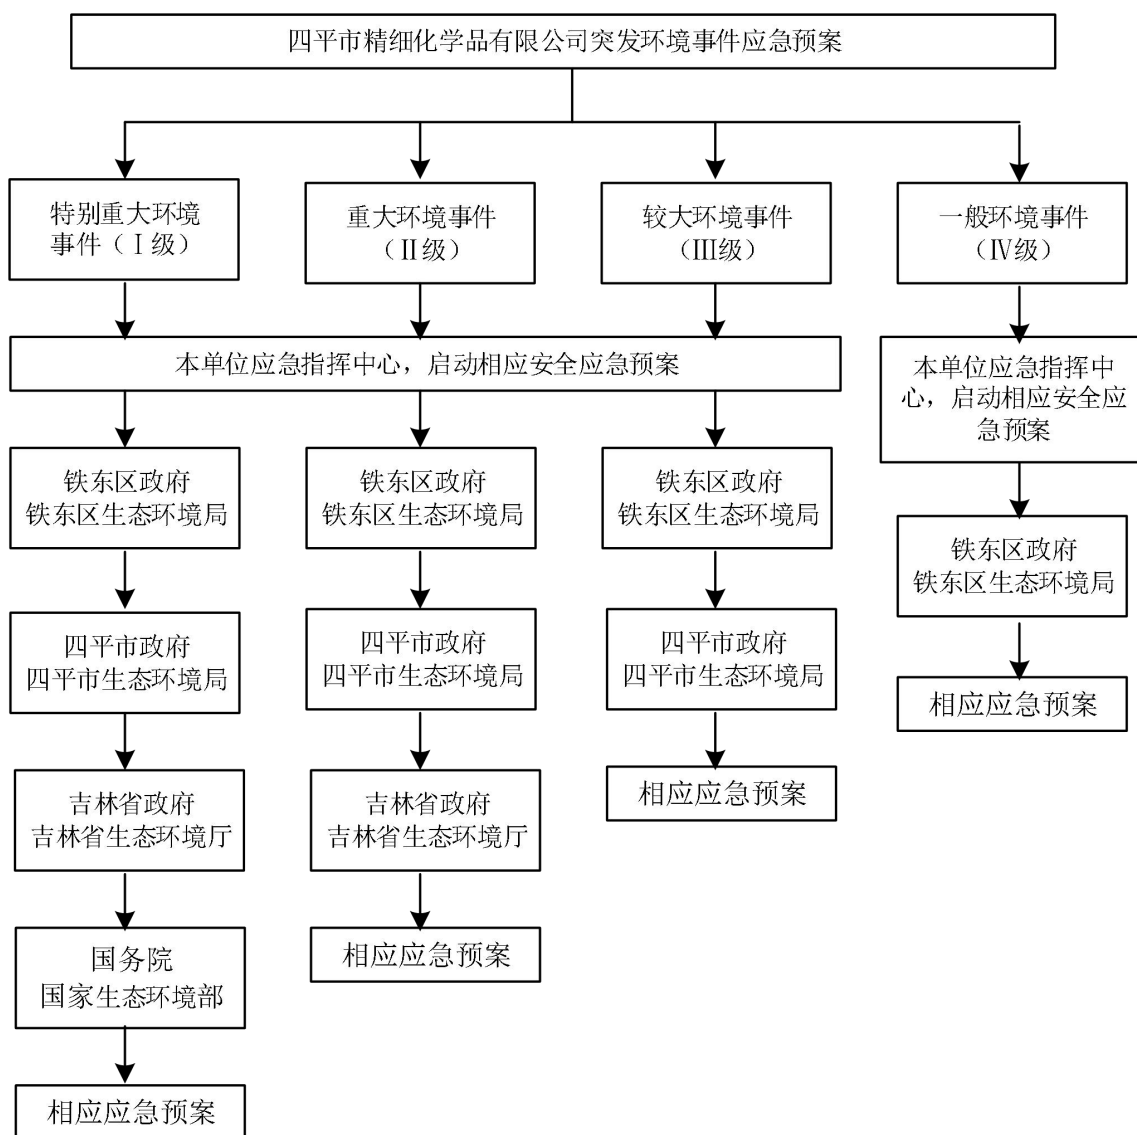 四平市精细化学品有限公司突发环境事件应急预案
特别重大环境
事件（Ⅰ级）
重大环境事件
（Ⅱ级）
较大环境事件
（Ⅲ级）
一般环境事件
（Ⅳ级）
本单位应急指挥中心，启动相应安全应急预案
本单位应急指挥中
心，启动相应安全应
急预案
铁东区政府
铁东区生态环境局
铁东区政府
铁东区生态环境局
铁东区政府
铁东区生态环境局
铁东区政府
铁东区生态环境局
四平市政府
四平市生态环境局
四平市政府
四平市生态环境局
四平市政府
四平市生态环境局
相应应急预案
吉林省政府
吉林省生态环境厅
吉林省政府
吉林省生态环境厅
相应应急预案
国务院
国家生态环境部
相应应急预案
相应应急预案